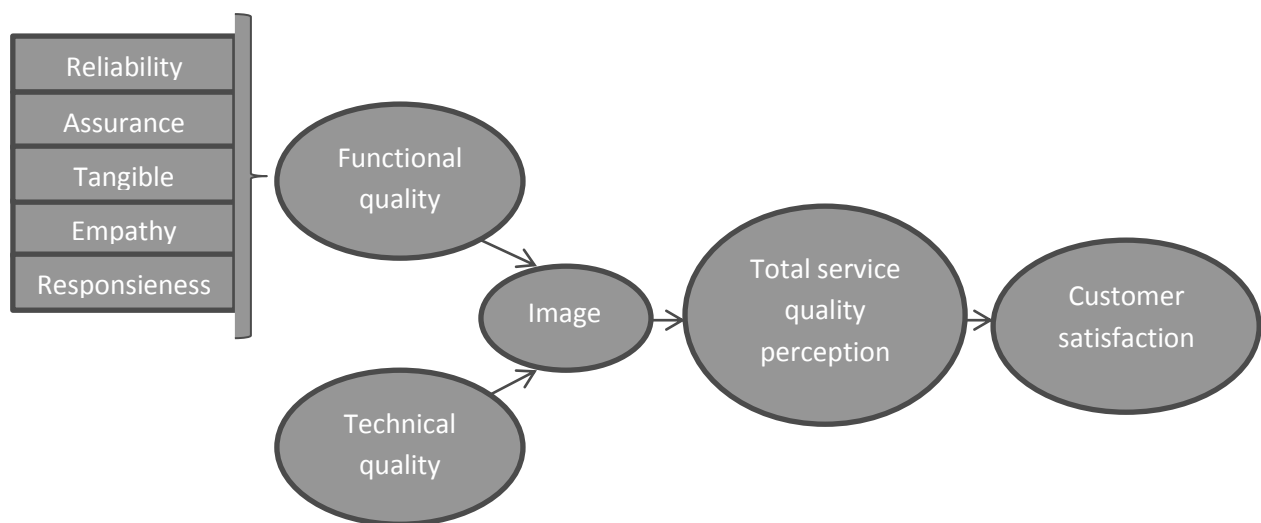 Reliability
Assurance
Tangible
Empathy
Responsieness
Functional
quality
Technical
quality
Image
Total service
quality
perception
Customer
satisfaction